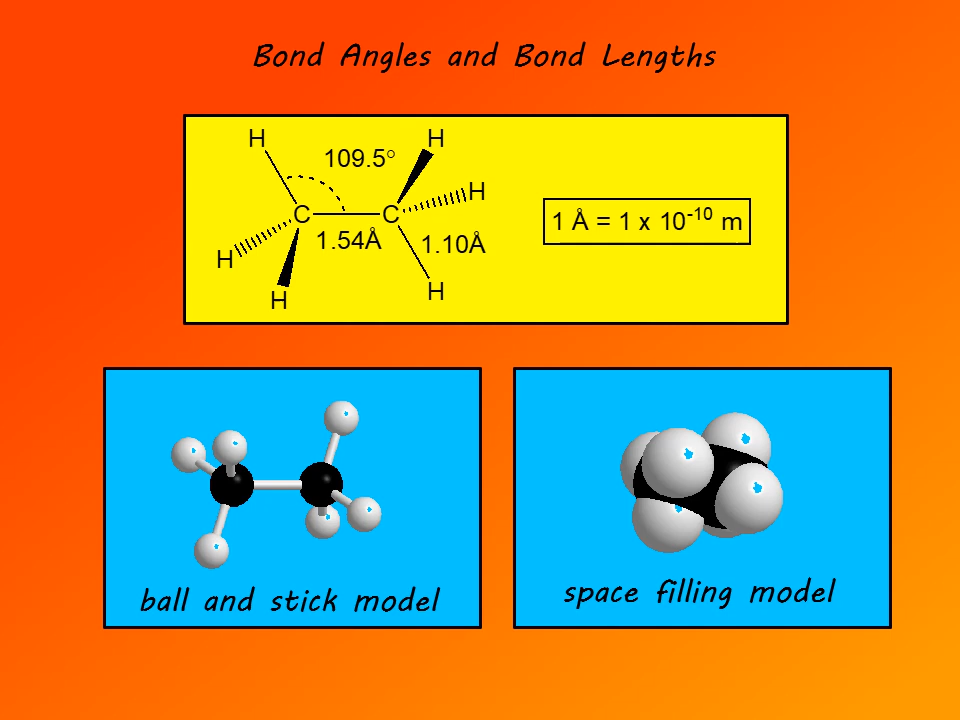 Bond Angles and Bond Lengths
H
H
109.5°
H
C
C
1 Å = 1 x 10⁻¹⁰ m
1.54Å
1.10Å
H
H
H
ball and stick model
space filling model